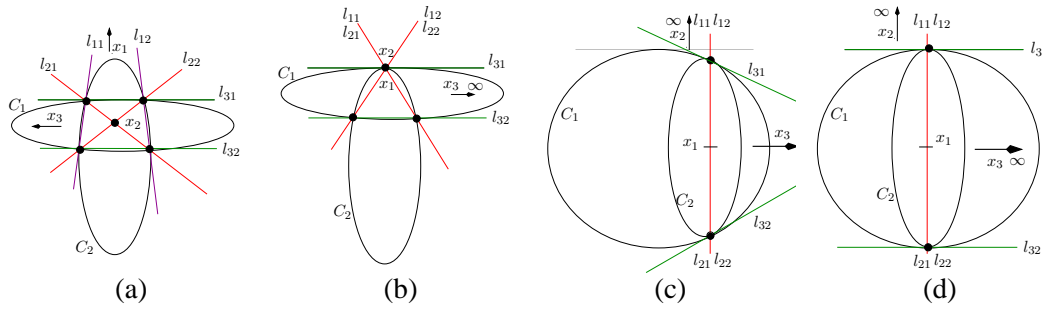 l11 x1 l12
l21 l22
C1 l31
x3 x2
l32
C2
(a)
l11 l12
l21 l22
x2
C1 x1 x3 ∞ l31
l32
C2
(b)
∞ l11 l12
x2
l31
C1
x1 x3
C2
l32
l21 l22
(c)
∞ l11 l12
x2
l3
C1
x1
x3 ∞
C2
l21 l22 l32
(d)